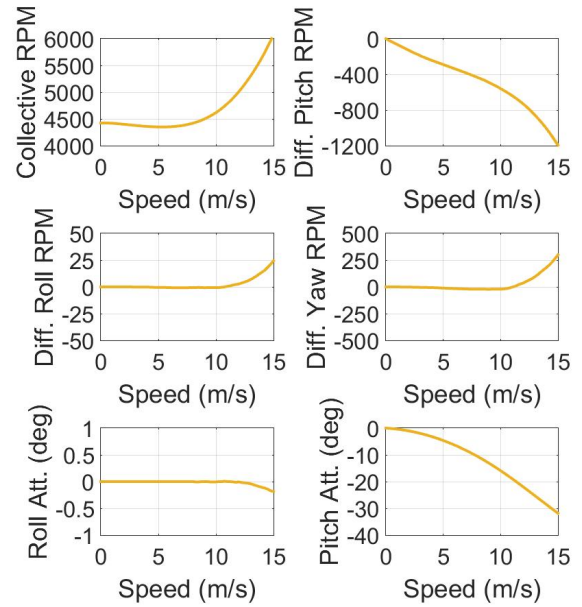 Collective RPM
6000
5500
5000
4500
4000
0 5 10 15
Speed (m/s)
Diff. Pitch RPM
0
-400
-800
-1200
0 5 10 15
Speed (m/s)
Diff. Roll RPM
50
25
0
-25
-50
0 5 10 15
Speed (m/s)
Diff. Yaw RPM
500
250
0
-250
-500
0 5 10 15
Speed (m/s)
Roll Att. (deg)
1
0.5
0
-0.5
-1
0 5 10 15
Speed (m/s)
Pitch Att. (deg)
0
-10
-20
-30
-40
0 5 10 15
Speed (m/s)